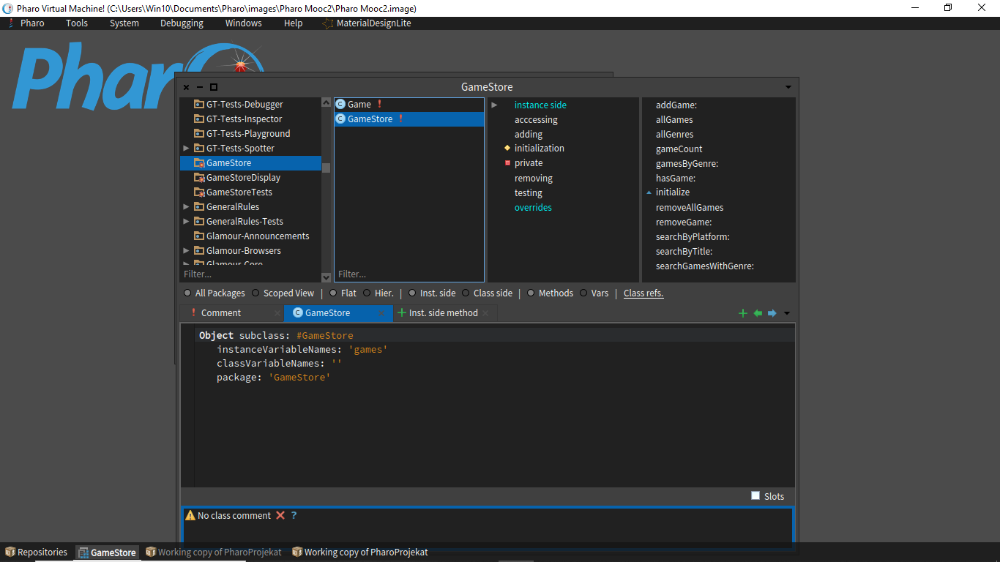 Pharo Virtual Machine! (C:\Users\Win10\Documents\Pharo\images\Pharo Mooc2\Pharo Mooc2.image)
Pharo Tools System Debugging Windows Help MaterialDesignLite
Pharo
GameStore
GT-Tests-Debugger
GT-Tests-Inspector
GT-Tests-Playground
GT-Tests-Spotter
GameStore
GameStoreDisplay
GameStoreTests
GeneralRules
GeneralRules-Tests
Glamour-Announcements
Glamour-Browsers
Glamour-Core
Filter...
Game
GameStore
Filter...
instance side
acccessing
adding
initialization
private
removing
testing
overrides
addGame:
allGames
allGenres
gameCount
gamesByGenre:
hasGame:
initialize
removeAllGames
removeGame:
searchByPlatform:
searchByTitle:
searchGamesWithGenre:
All Packages Scoped View | Flat Hier. | Inst. side Class side | Methods Vars | Class refs.
Comment GameStore Inst. side method
Object subclass: #GameStore
instanceVariableNames: 'games'
classVariableNames: ''
package: 'GameStore'
Slots
No class comment ?
Repositories GameStore Working copy of PharoProjekat Working copy of PharoProjekat